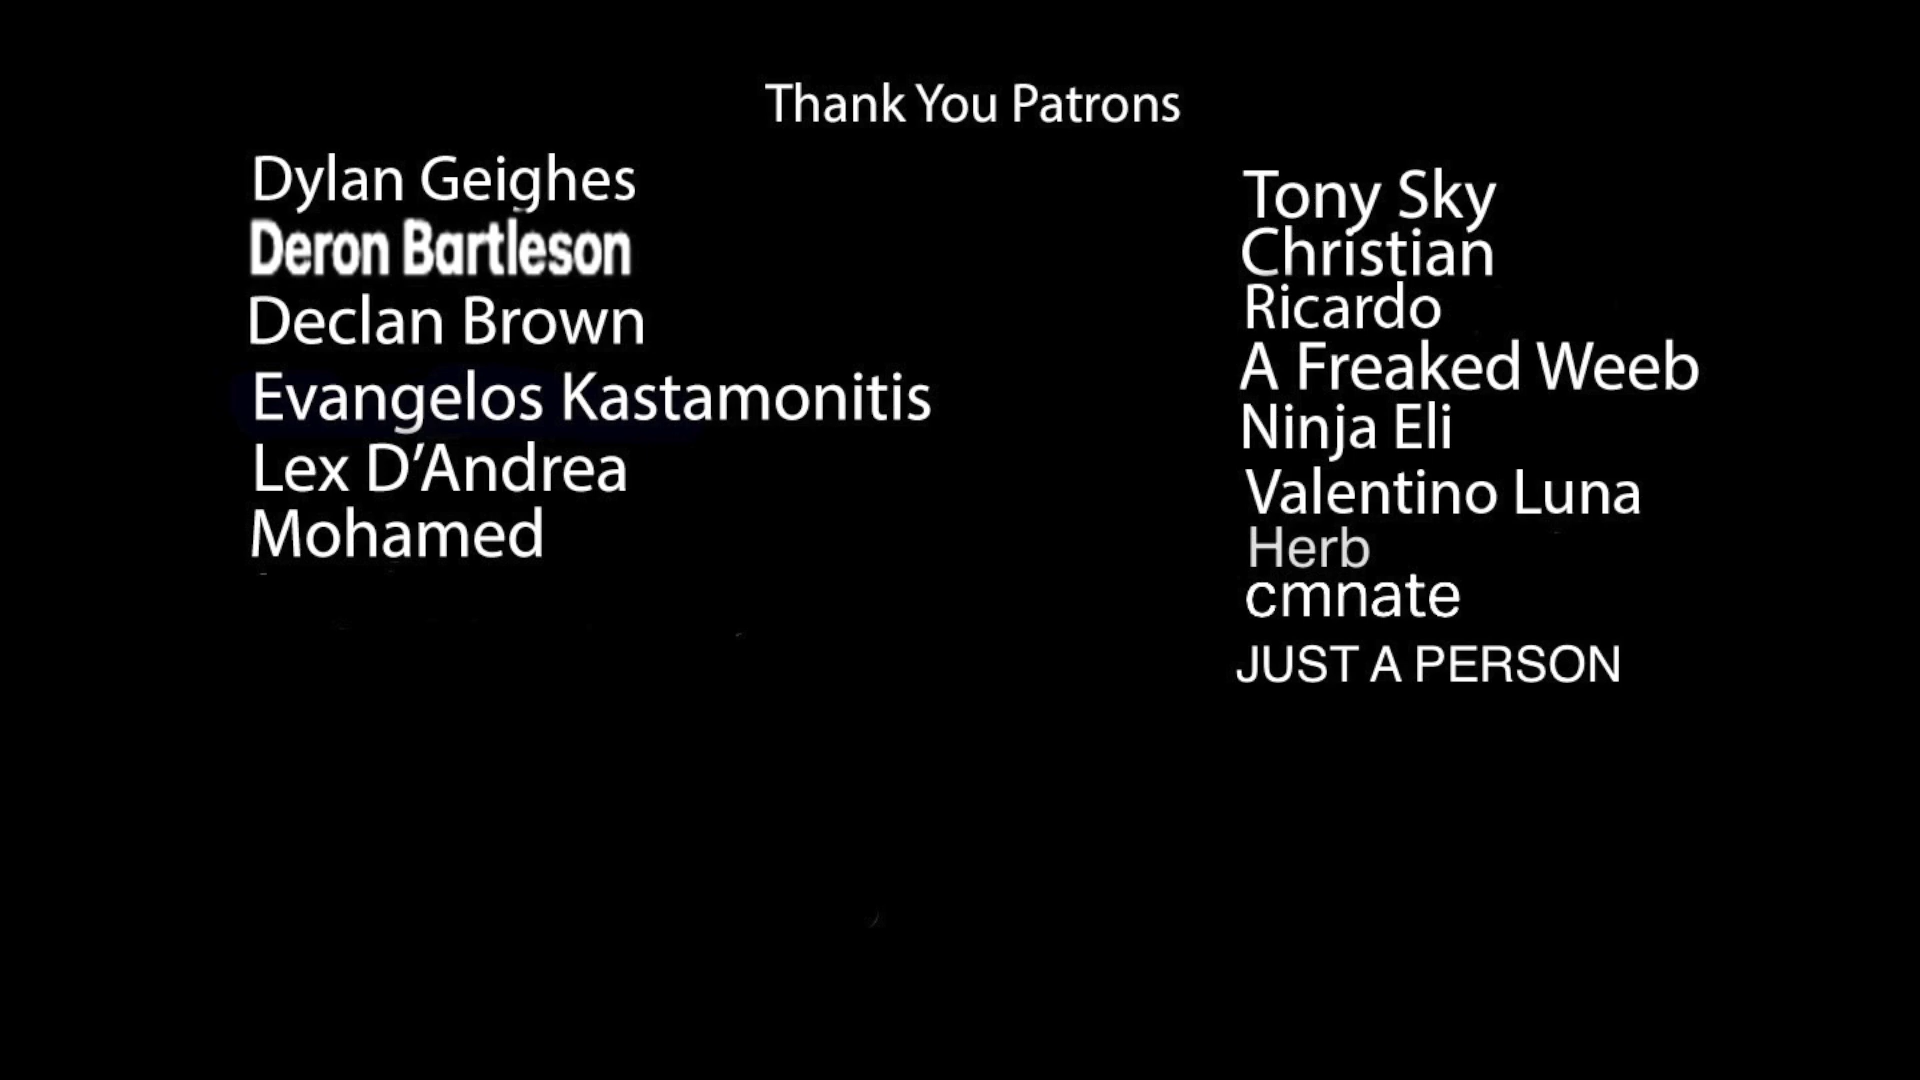 Thank You Patrons
Dylan Geighes
Deron Bartleson
Declan Brown
Evangelos Kastamonitis
Lex D’Andrea
Mohamed
Tony Sky
Christian
Ricardo
A Freaked Weeb
Ninja Eli
Valentino Luna
Herb
cmnate
JUST A PERSON